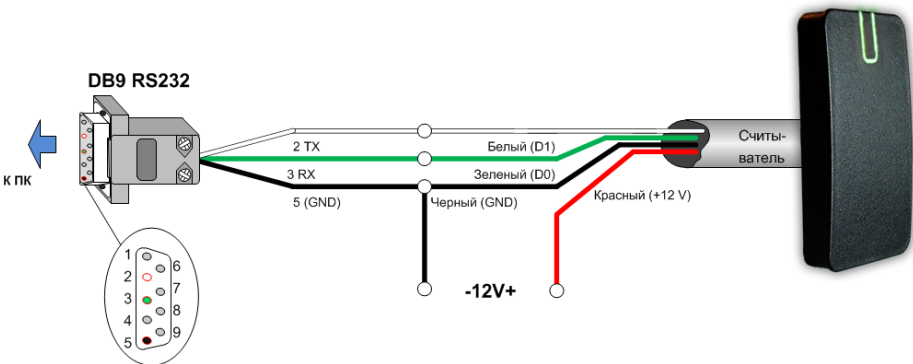 DB9 RS232
К ПК
2 TX
Белый (D1)
3 RX
Зеленый (D0)
5 (GND)
Черный (GND)
Красный (+12 V)
Считы-
ватель
-12V+
1
6
2
7
3
8
4
9
5